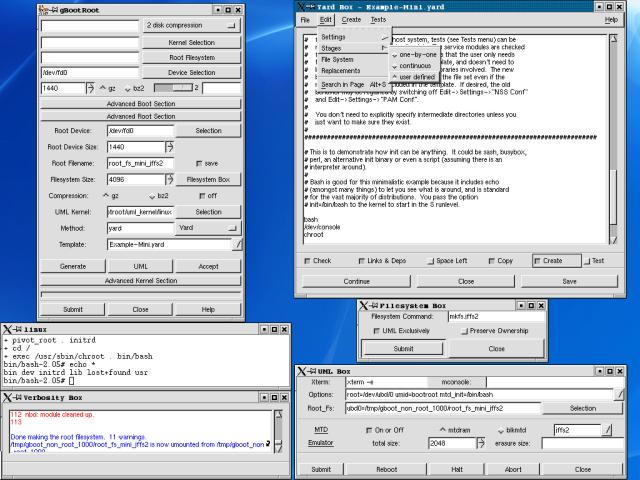 gBootRoot
2 disk compression
Kernel Selection
Root Filesystem
/dev/fd0
Device Selection
1440
gz
bz2
2
Advanced Boot Section
Advanced Root Section
Root Device:
/dev/fd0
Selection
Root Device Size:
1440
Root Filename:
root_fs_mini_jffs2
save
Filesystem Size:
4096
Filesystem Box
Compression:
gz
bz2
off
UML Kernel:
/troot/uml_kernel/linux
Selection
Method:
yard
Yard
Template:
Example-Mini.yard
Generate
UML
Accept
Advanced Kernel Section
Submit
Close
Help
linux
+ pivot_root . initrd
+ cd /
+ exec /usr/sbin/chroot . bin/bash
bin/bash-2.05# echo *
bin dev initrd lib lost+found usr
bin/bash-2.05#
Verbosity Box
112 nbd: module cleaned up.
113
Done making the root filesystem. 11 warnings.
/tmp/gboot_non_root_1000/root_fs_mini_jffs2 is now umounted from /tmp/gboot_non
_root_1000
Yard Box - Example-Mini.yard
File
Edit
Create
Tests
Settings
Stages
File System
Replacements
Search in Page Alt+S
one-by-one
continuous
user defined
host system, tests (see Tests menu) can be
service modules are checked
that the user only needs
template, and doesn't need to
libraries involved. The new
the file set even if the
included in the template. If desired, the old
switching off Edit->Settings->"NSS Conf"
# and Edit->Settings->"PAM Conf".
# You don't need to explicitly specify intermediate directories unless you
# just want to make sure they exist.
#
# This is to demonstrate how init can be anything. It could be sash, busybox,
# perl, an alternative init binary or even a script (assuming there is an
# interpreter around).
#
# Bash is good for this minimalistic example because it includes echo
# (amongst many things) to let you see what is around, and is standard
# for the vast majority of distributions. You pass the option
# init=/bin/bash to the kernel to start in the S runlevel.
bash
/dev/console
chroot
Check
Links & Deps
Space Left
Copy
Create
Test
Continue
Close
Save
Filesystem Box
Filesystem Command:
mkfs.jffs2
UML Exclusively
Preserve Ownership
Submit
Close
UML Box
Xterm:
xterm -e
mconsole:
Options:
root=/dev/ubd/0 umid=bootroot mtd_init=/bin/bash
Root_Fs:
ubd0=/tmp/gboot_non_root_1000/root_fs_mini_jffs2
Selection
MTD
Emulator
On or Off
mtdram
blkmtd
jffs2
total size:
2048
erasure size:
Submit
Reboot
Halt
Abort
Close